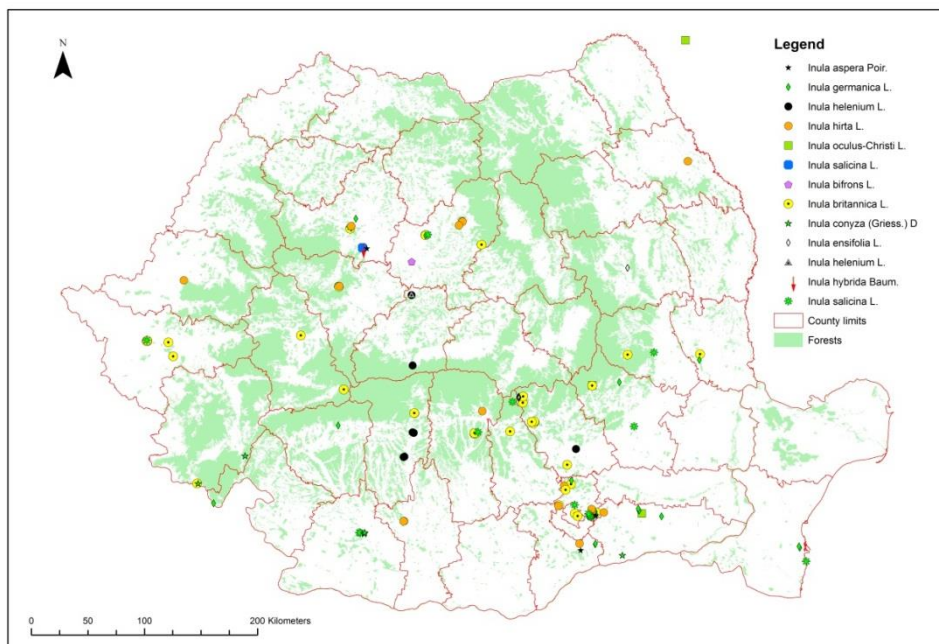 N
Legend
Inula aspera Poir.
Inula germanica L.
Inula helenium L.
Inula hirta L.
Inula oculus-Christi L.
Inula salicina L.
Inula bifrons L.
Inula britannica L.
Inula conyza (Griess.) D
Inula ensifolia L.
Inula helenium L.
Inula hybrida Baum.
Inula salicina L.
County limits
Forests
0 50 100 200 Kilometers